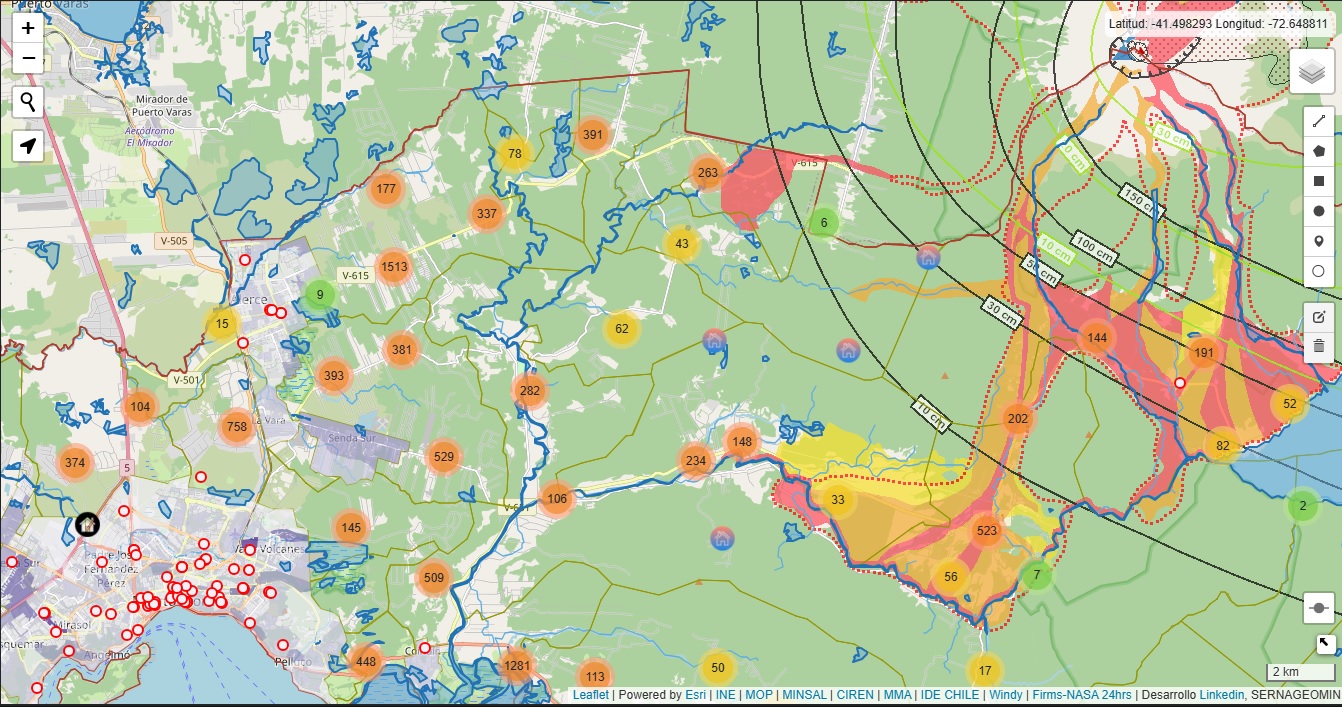 Puerto Varas
Latitud: -41.498293 Longitud: -72.648811
+
−
Mirador de
Puerto Varas
Aeródromo
El Mirador
391
78
30 cm
0 cm
V-615
263
177
150 cm
337
6
V-505
43
100 cm
10 cm
1513
V-615
50 cm
9
30 cm
15
62
144
381
191
393
V-501
282
104
52
10 cm
202
758
La Vara
Senda Sur
148
82
529
374
234
5
106
33
2
145
523
Volcanes
Fernández
Pérez
509
56
7
Mirasol
Angelmó
448
1281
50
17
113
2 km
Leaflet | Powered by Esri | INE | MOP | MINSAL | CIREN | MMA | IDE CHILE | Windy | Firms-NASA 24hrs | Desarrollo Linkedin, SERNAGEOMIN